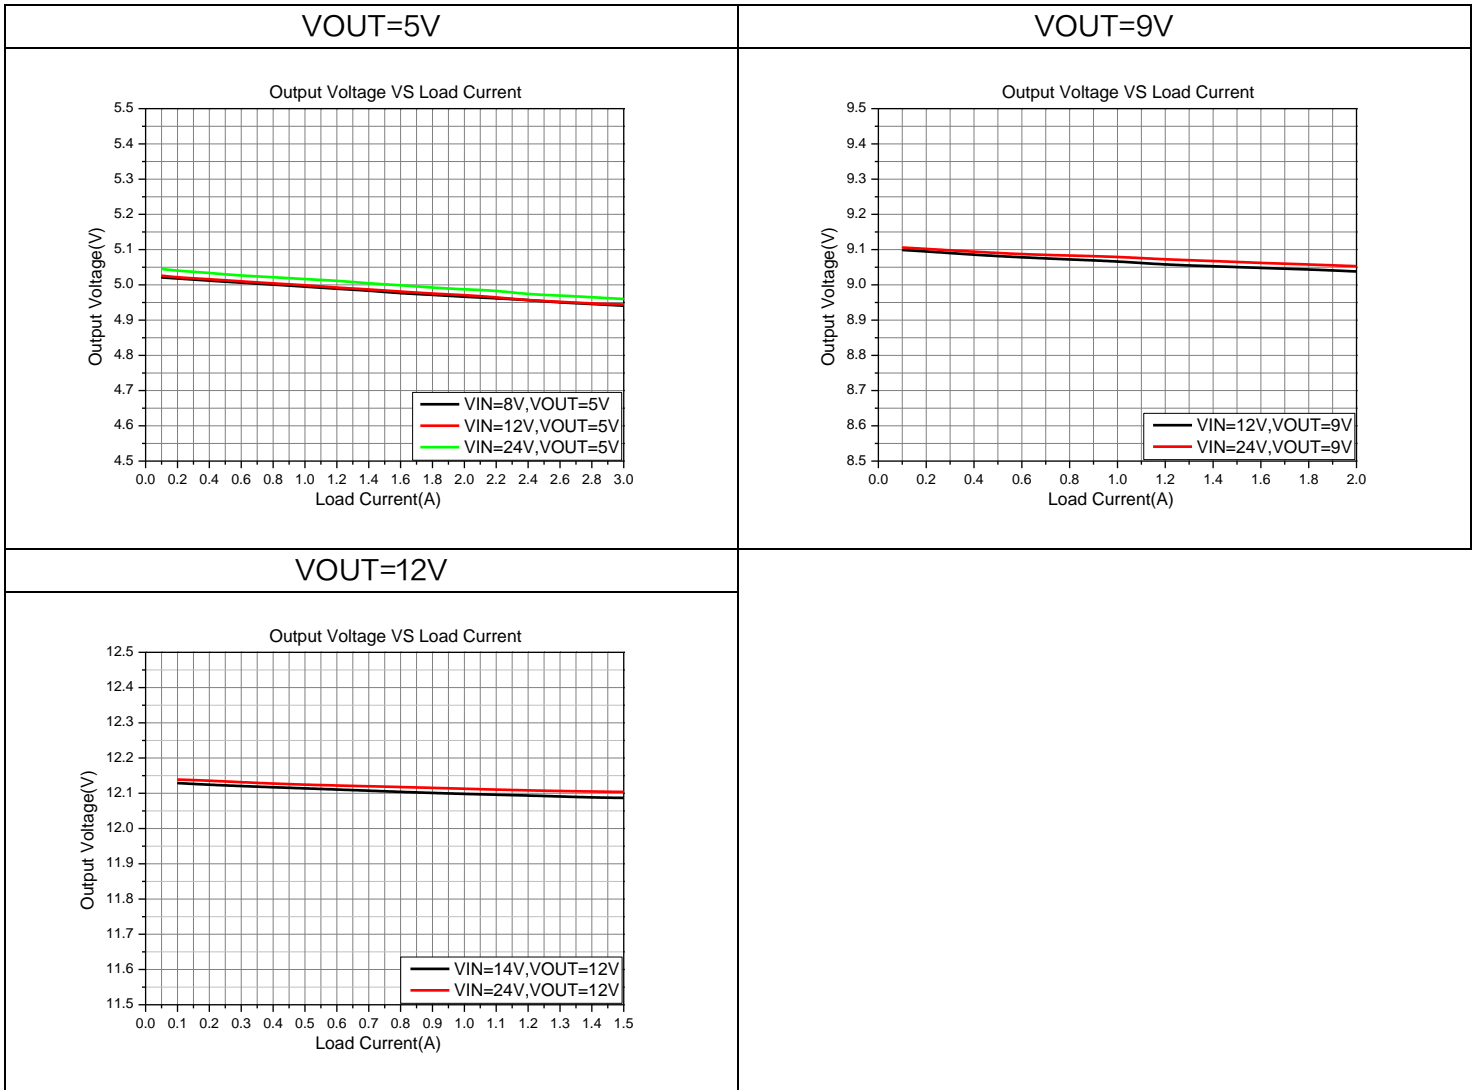 VOUT=5V
VOUT=9V
Output Voltage VS Load Current
5.5
5.4
5.3
5.2
5.1
5.0
4.9
4.8
4.7
4.6
4.5
Output Voltage(V)
VIN=8V,VOUT=5V
VIN=12V,VOUT=5V
VIN=24V,VOUT=5V
0.0 0.2 0.4 0.6 0.8 1.0 1.2 1.4 1.6 1.8 2.0 2.2 2.4 2.6 2.8 3.0
Load Current(A)
Output Voltage VS Load Current
9.5
9.4
9.3
9.2
9.1
9.0
8.9
8.8
8.7
8.6
8.5
Output Voltage(V)
VIN=12V,VOUT=9V
VIN=24V,VOUT=9V
0.0 0.2 0.4 0.6 0.8 1.0 1.2 1.4 1.6 1.8 2.0
Load Current(A)
VOUT=12V
Output Voltage VS Load Current
12.5
12.4
12.3
12.2
12.1
12.0
11.9
11.8
11.7
11.6
11.5
Output Voltage(V)
VIN=14V,VOUT=12V
VIN=24V,VOUT=12V
0.0 0.1 0.2 0.3 0.4 0.5 0.6 0.7 0.8 0.9 1.0 1.1 1.2 1.3 1.4 1.5
Load Current(A)